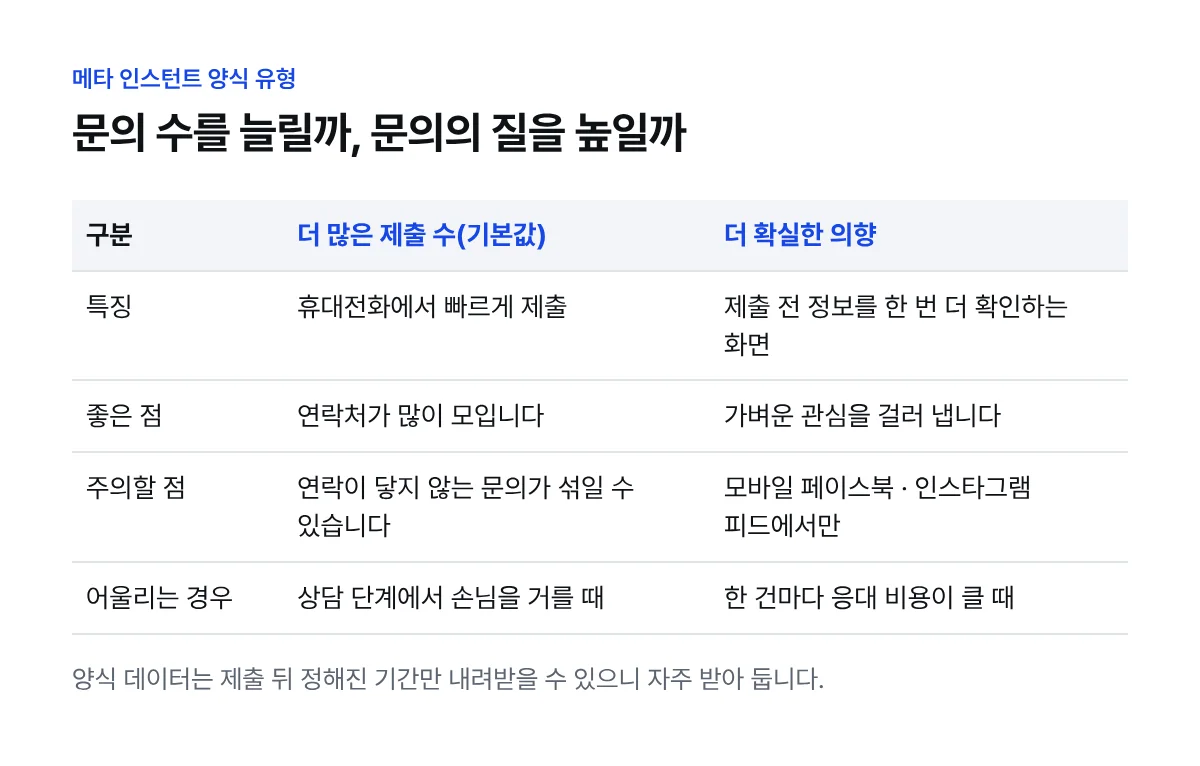 메타 인스턴트 양식 유형
문의 수를 늘릴까, 문의의 질을 높일까
구분 더 많은 제출 수(기본값) 더 확실한 의향
특징 휴대전화에서 빠르게 제출 제출 전 정보를 한 번 더 확인하는
화면
좋은 점 연락처가 많이 모입니다 가벼운 관심을 걸러 냅니다
주의할 점 연락이 닿지 않는 문의가 섞일 수 모바일 페이스북 · 인스타그램
있습니다 피드에서만
어울리는 경우 상담 단계에서 손님을 거를 때 한 건마다 응대 비용이 클 때
양식 데이터는 제출 뒤 정해진 기간만 내려받을 수 있으니 자주 받아 둡니다.